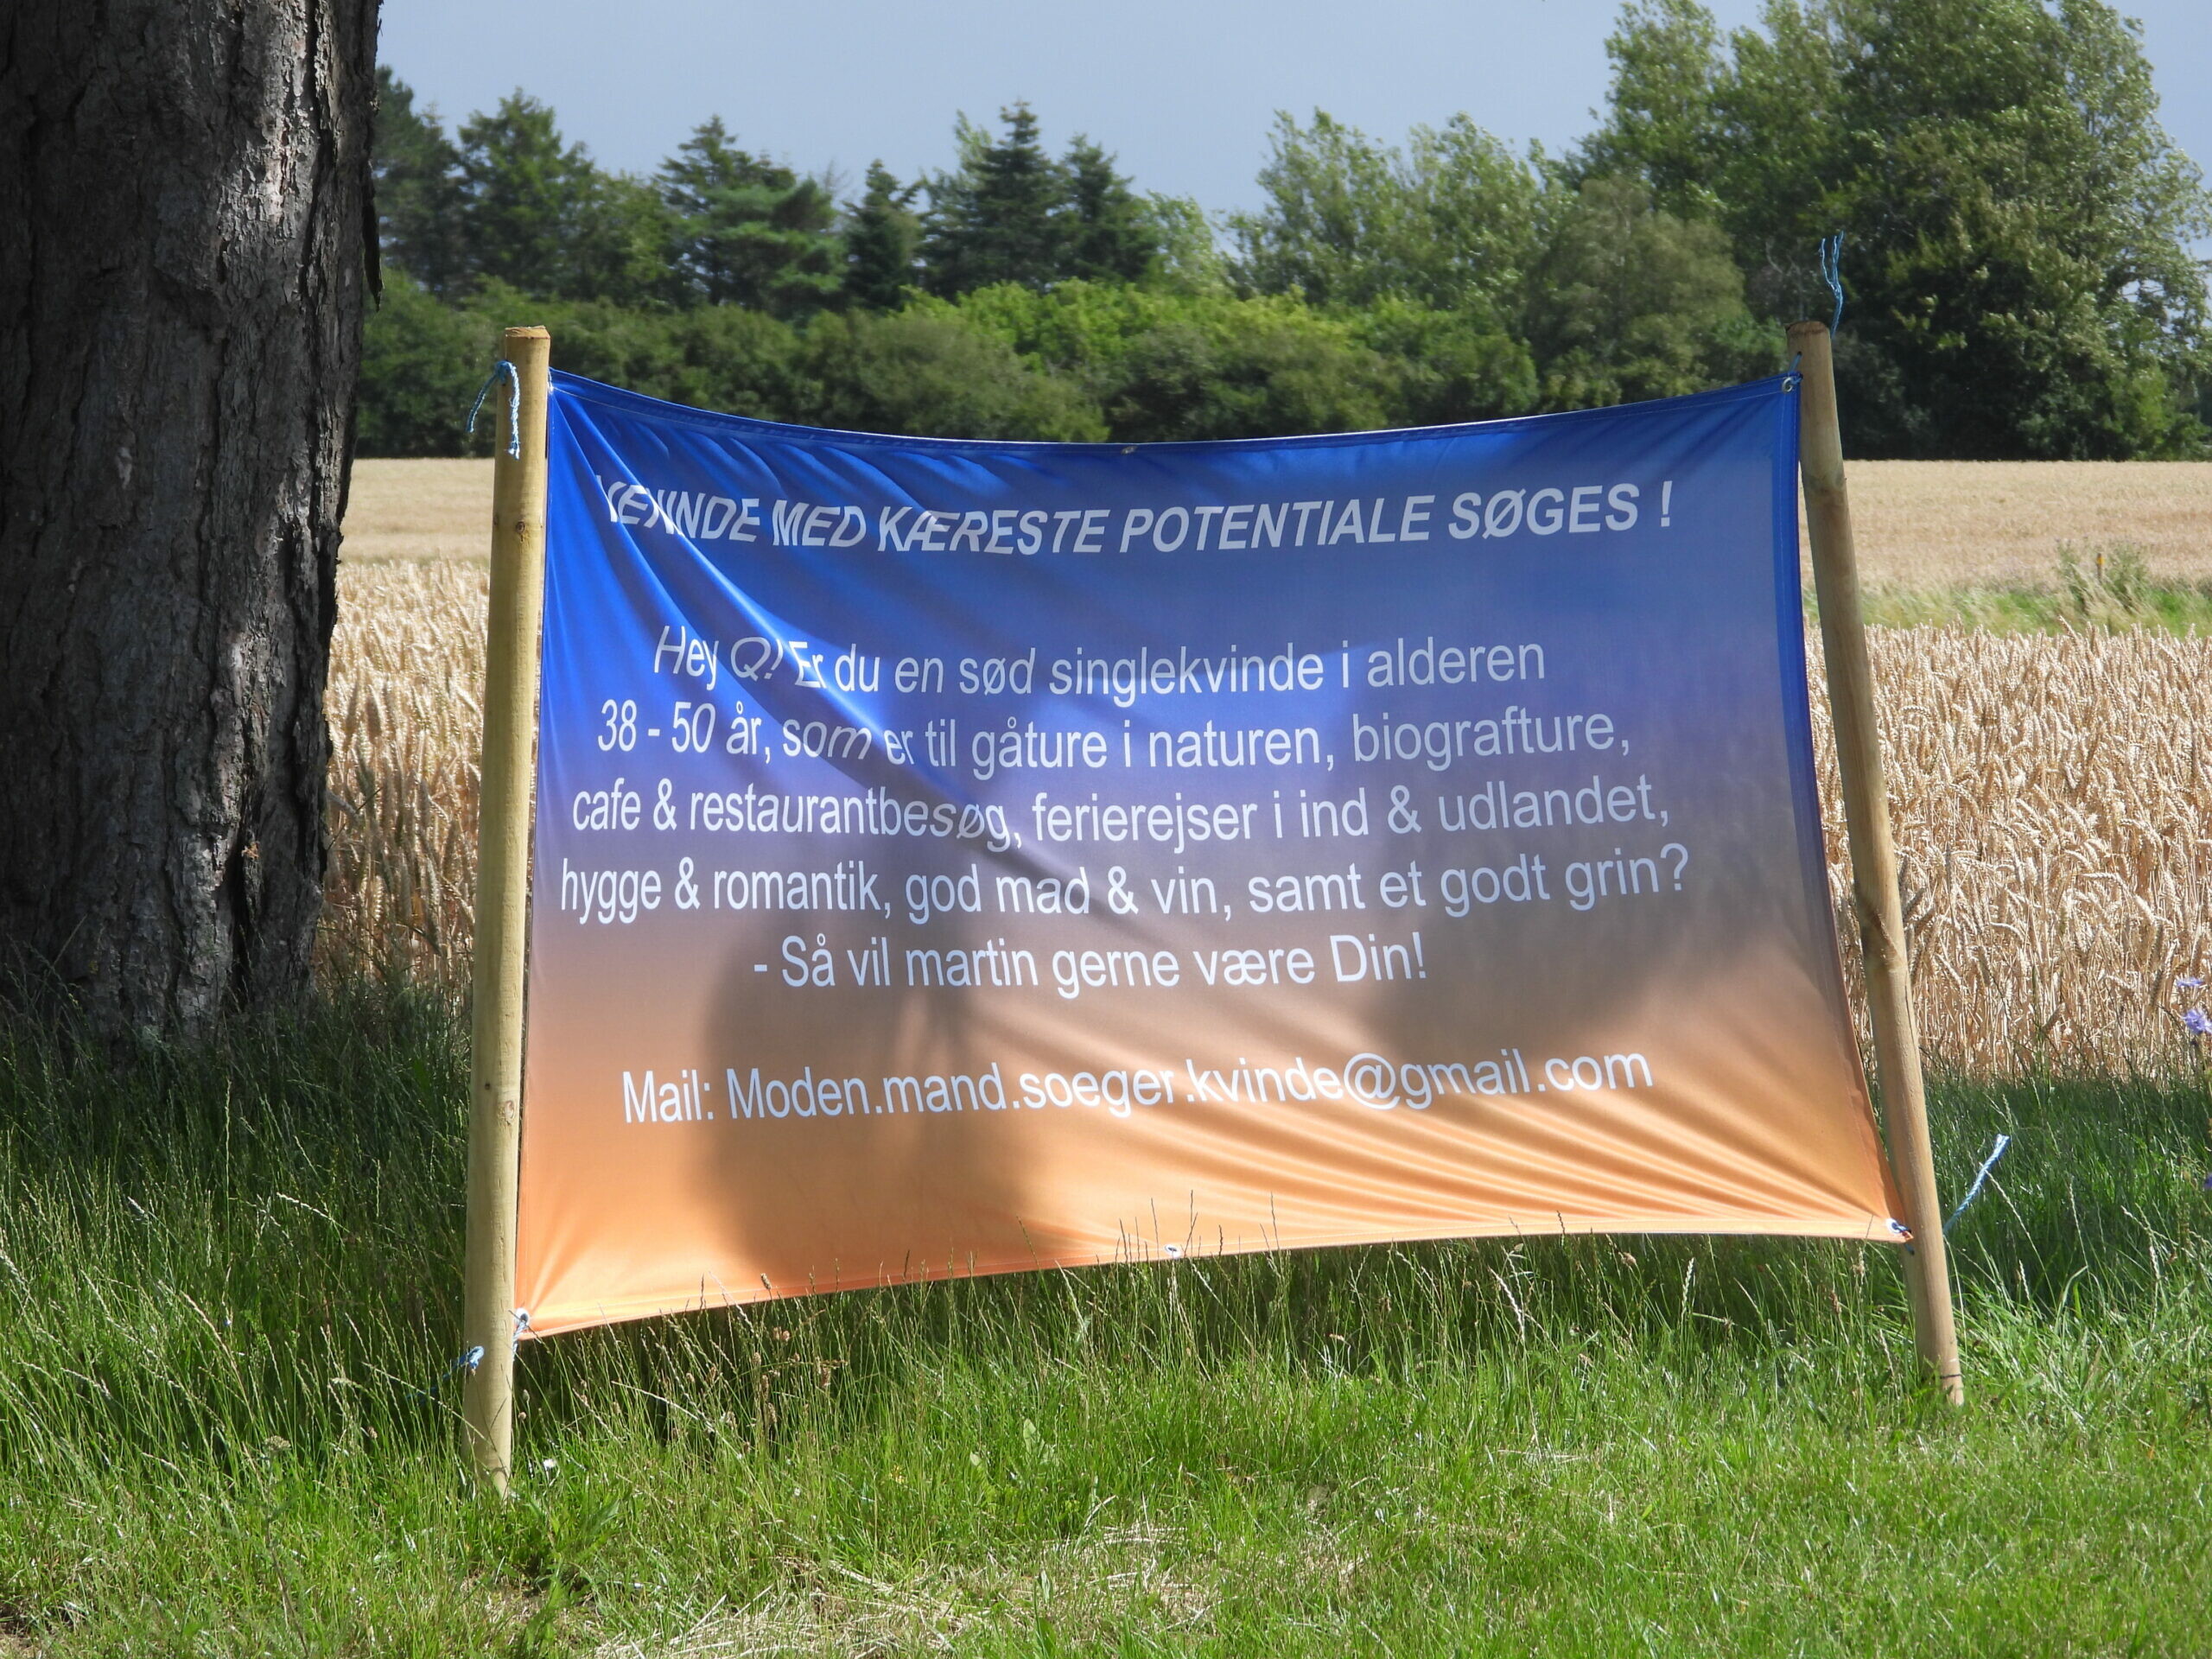 VENINDE MED KÆRESTE POTENTIALE SØGES !
Hey Q! Er du en sød singlekvinde i alderen
38 - 50 år, som er til gåture i naturen, biografture,
cafe & restaurantbesøg, ferierejser i ind & udlandet,
hygge & romantik, god mad & vin, samt et godt grin?
- Så vil martin gerne være Din!
Mail: Moden.mand.soeger.kvinde@gmail.com